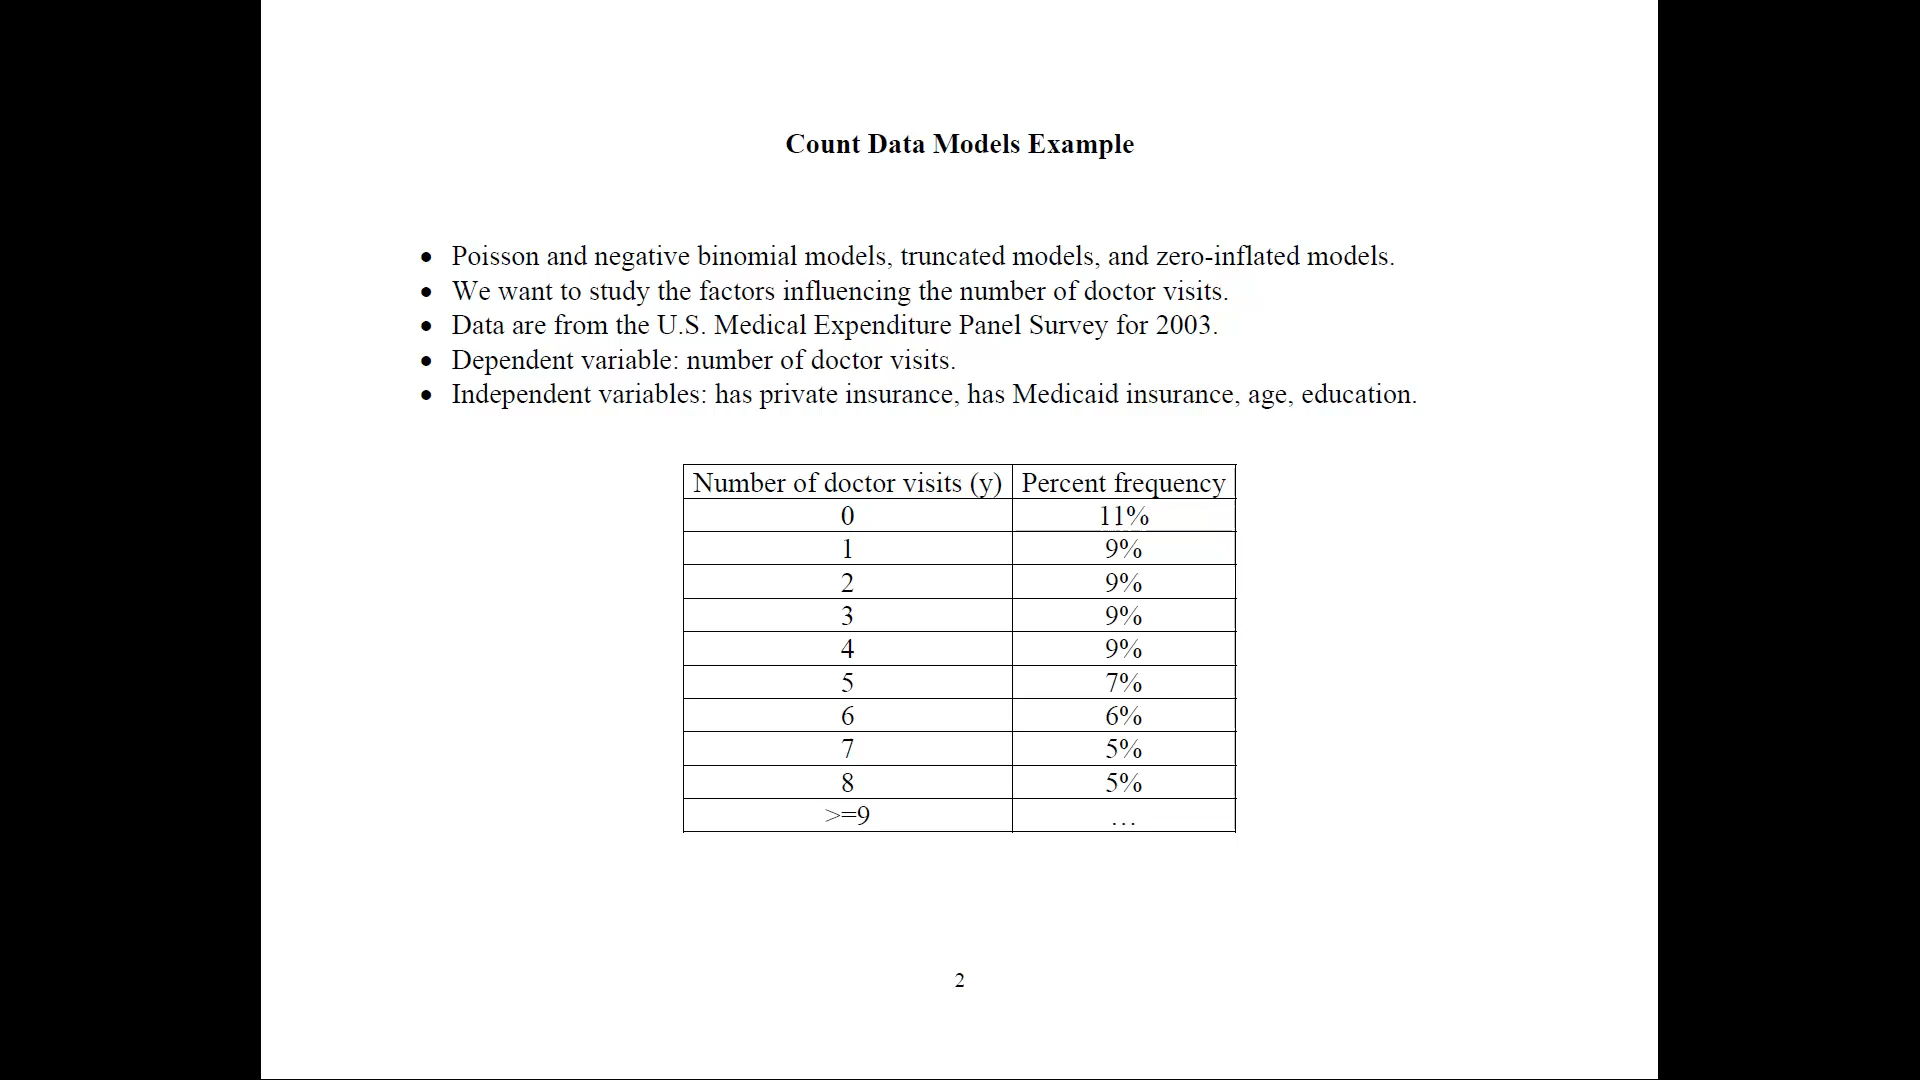 Count Data Models Example
• Poisson and negative binomial models, truncated models, and zero-inflated models.
• We want to study the factors influencing the number of doctor visits.
• Data are from the U.S. Medical Expenditure Panel Survey for 2003.
• Dependent variable: number of doctor visits.
• Independent variables: has private insurance, has Medicaid insurance, age, education.
Number of doctor visits (y) Percent frequency
0 11%
1 9%
2 9%
3 9%
4 9%
5 7%
6 6%
7 5%
8 5%
>=9 …
2